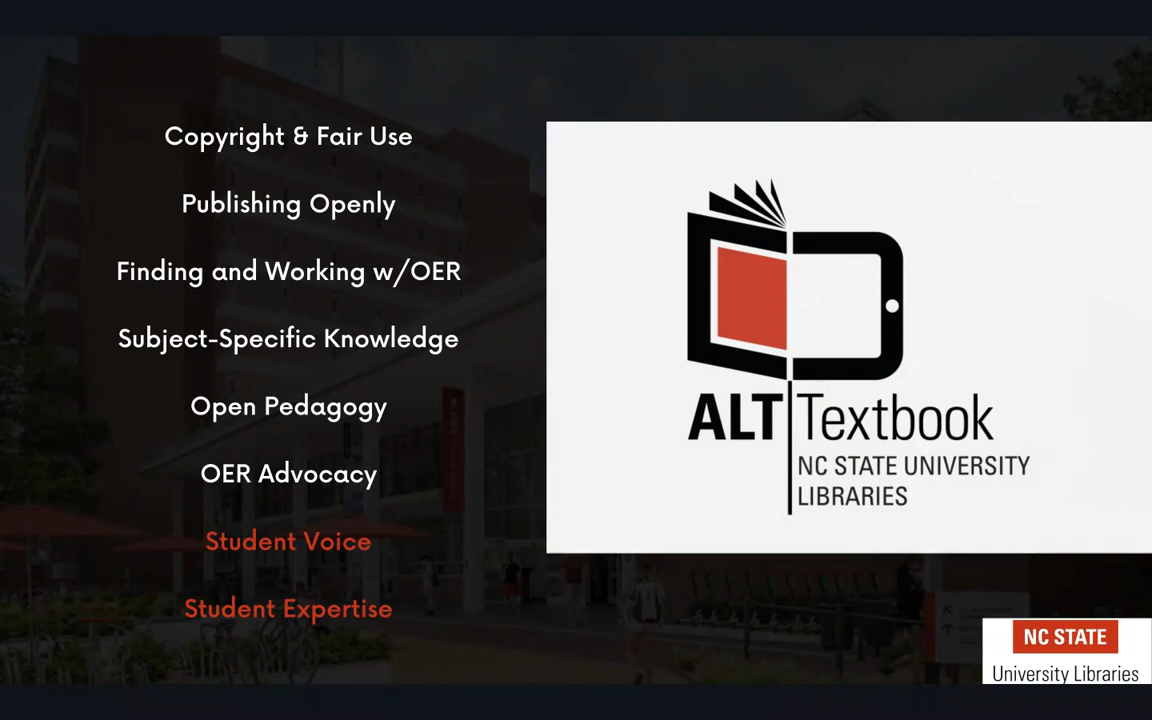 Copyright & Fair Use
Publishing Openly
Finding and Working w/OER
Subject-Specific Knowledge
Open Pedagogy
OER Advocacy
Student Voice
Student Expertise
ALT Textbook
NC STATE UNIVERSITY
LIBRARIES
NC STATE
University Libraries